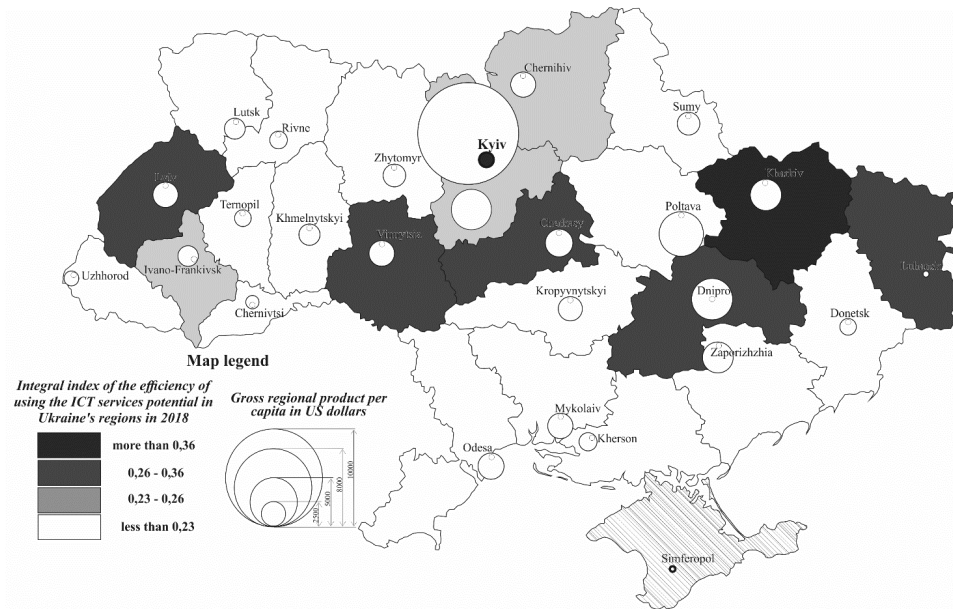 Chernihiv
Lutsk
Sumy
Rivne
Kyiv
Zhytomyr
Kharkiv
Lviv
Ternopil
Poltava
Khmelnytskyi
Cherkasy
Vinnytsia
Luhansk
Ivano-Frankivsk
Uzhhorod
Dnipro
Kropyvnytskyi
Chernivtsi
Donetsk
Zaporizhzhia
Map legend
Integral index of the efficiency of
using the ICT services potential in
Ukraine's regions in 2018
more than 0,36
0,26 - 0,36
0,23 - 0,26
less than 0,23
Gross regional product per
capita in US dollars
2500
5000
8000
10000
Mykolaiv
Kherson
Odesa
Simferopol